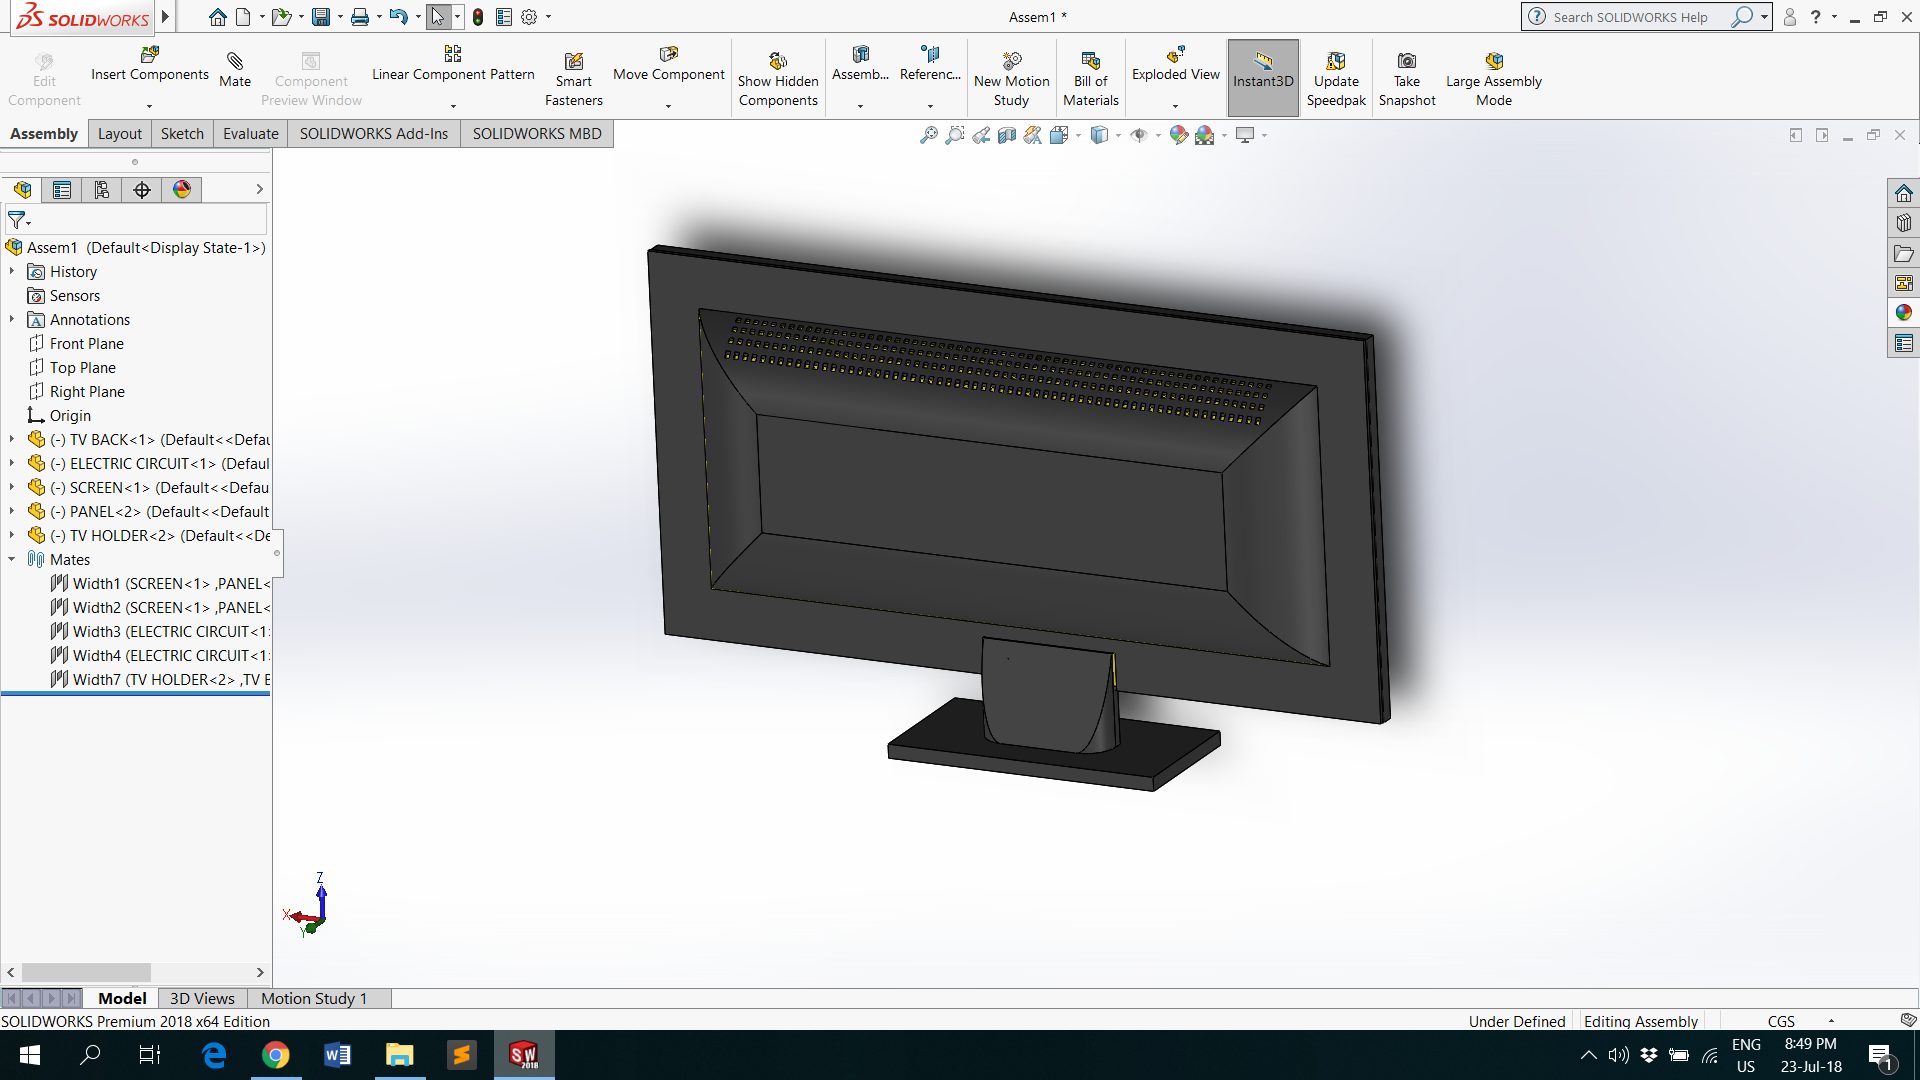 SOLIDWORKS
Assem1 *
Search SOLIDWORKS Help
Edit Component
Insert Components
Mate
Component Preview Window
Linear Component Pattern
Smart Fasteners
Move Component
Show Hidden Components
Assemb...
Referenc...
New Motion Study
Bill of Materials
Exploded View
Instant3D
Update Speedpak
Take Snapshot
Large Assembly Mode
Assembly
Layout
Sketch
Evaluate
SOLIDWORKS Add-Ins
SOLIDWORKS MBD
Assem1 (Default<Display State-1>)
History
Sensors
Annotations
Front Plane
Top Plane
Right Plane
Origin
(-) TV BACK<1> (Default<<Defau
(-) ELECTRIC CIRCUIT<1> (Defaul
(-) SCREEN<1> (Default<<Defau
(-) PANEL<2> (Default<<Default
(-) TV HOLDER<2> (Default<<De
Mates
Width1 (SCREEN<1> ,PANEL<
Width2 (SCREEN<1> ,PANEL<
Width3 (ELECTRIC CIRCUIT<1
Width4 (ELECTRIC CIRCUIT<1
Width7 (TV HOLDER<2> ,TV B
Z
X
Y
Model
3D Views
Motion Study 1
SOLIDWORKS Premium 2018 x64 Edition
Under Defined
Editing Assembly
CGS
ENG
US
8:49 PM
23-Jul-18
1
SW
2018